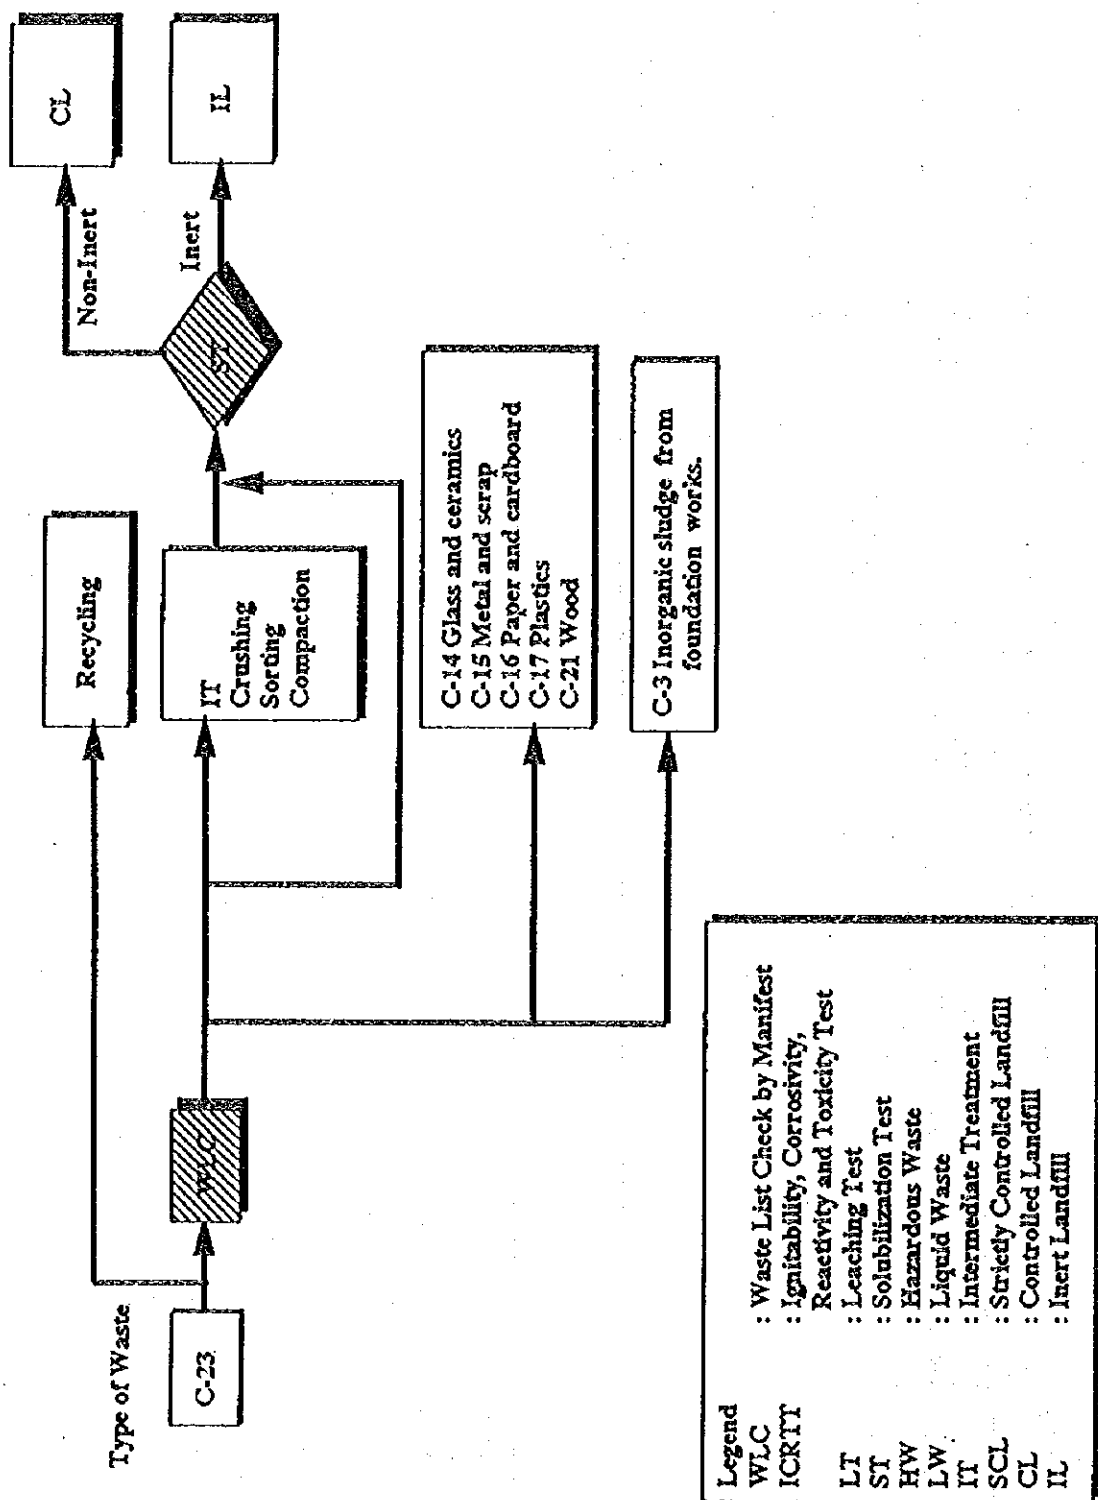 Type of Waste
C-23
WLC
Recycling
IT
Crushing
Sorting
Compaction
ST
Non-Inert
Inert
CL
IL
C-14 Glass and ceramics
C-15 Metal and scrap
C-16 Paper and cardboard
C-17 Plastics
C-21 Wood
C-3 Inorganic sludge from
foundation works.
Legend
WLC : Waste List Check by Manifest
ICRTT : Ignitability, Corrosivity,
Reactivity and Toxicity Test
LT : Leaching Test
ST : Solubilization Test
HW : Hazardous Waste
LW : Liquid Waste
IT : Intermediate Treatment
SCL : Strictly Controlled Landfill
CL : Controlled Landfill
IL : Inert Landfill